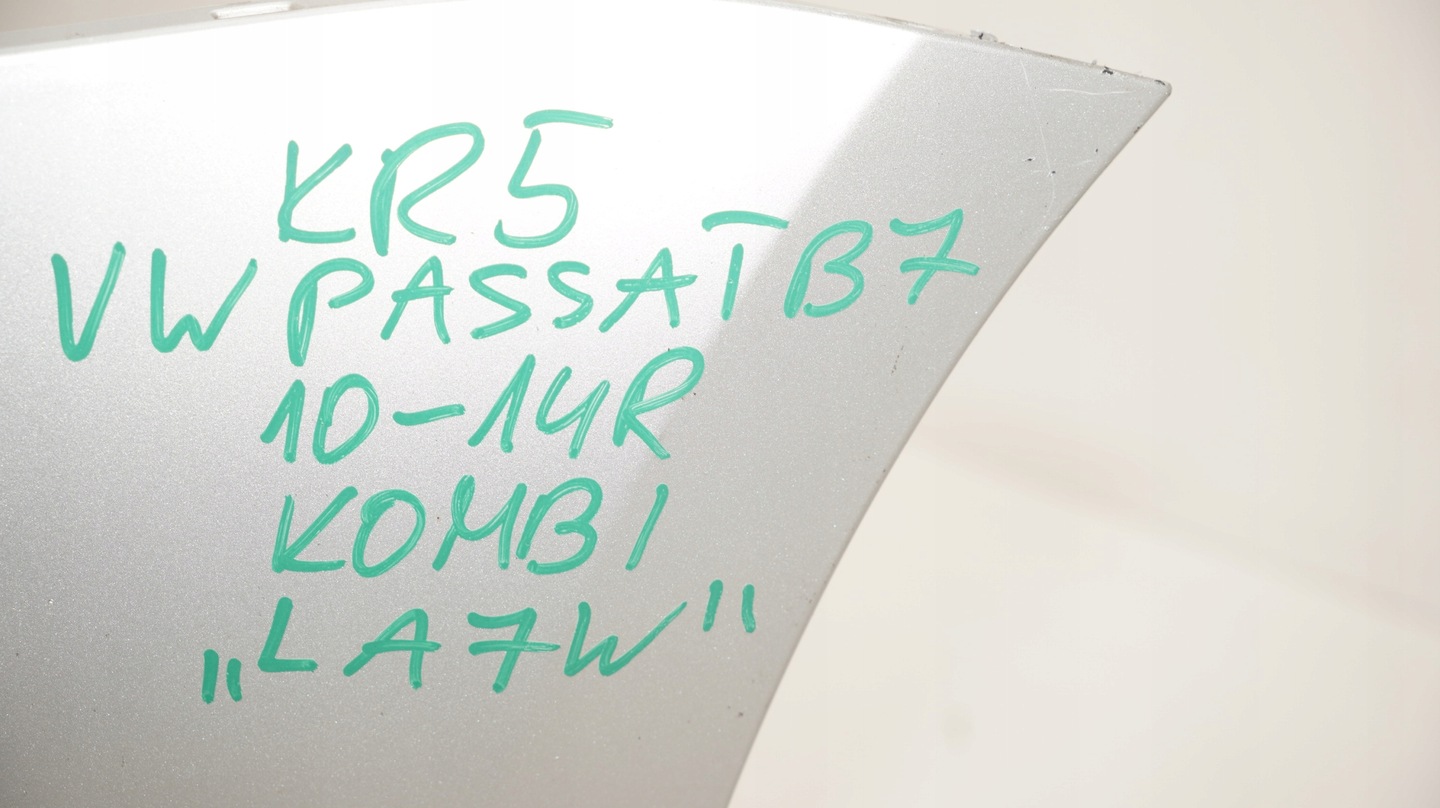 KR5
VW PASSAT B7
10-14R
KOMBI
„LA7W"